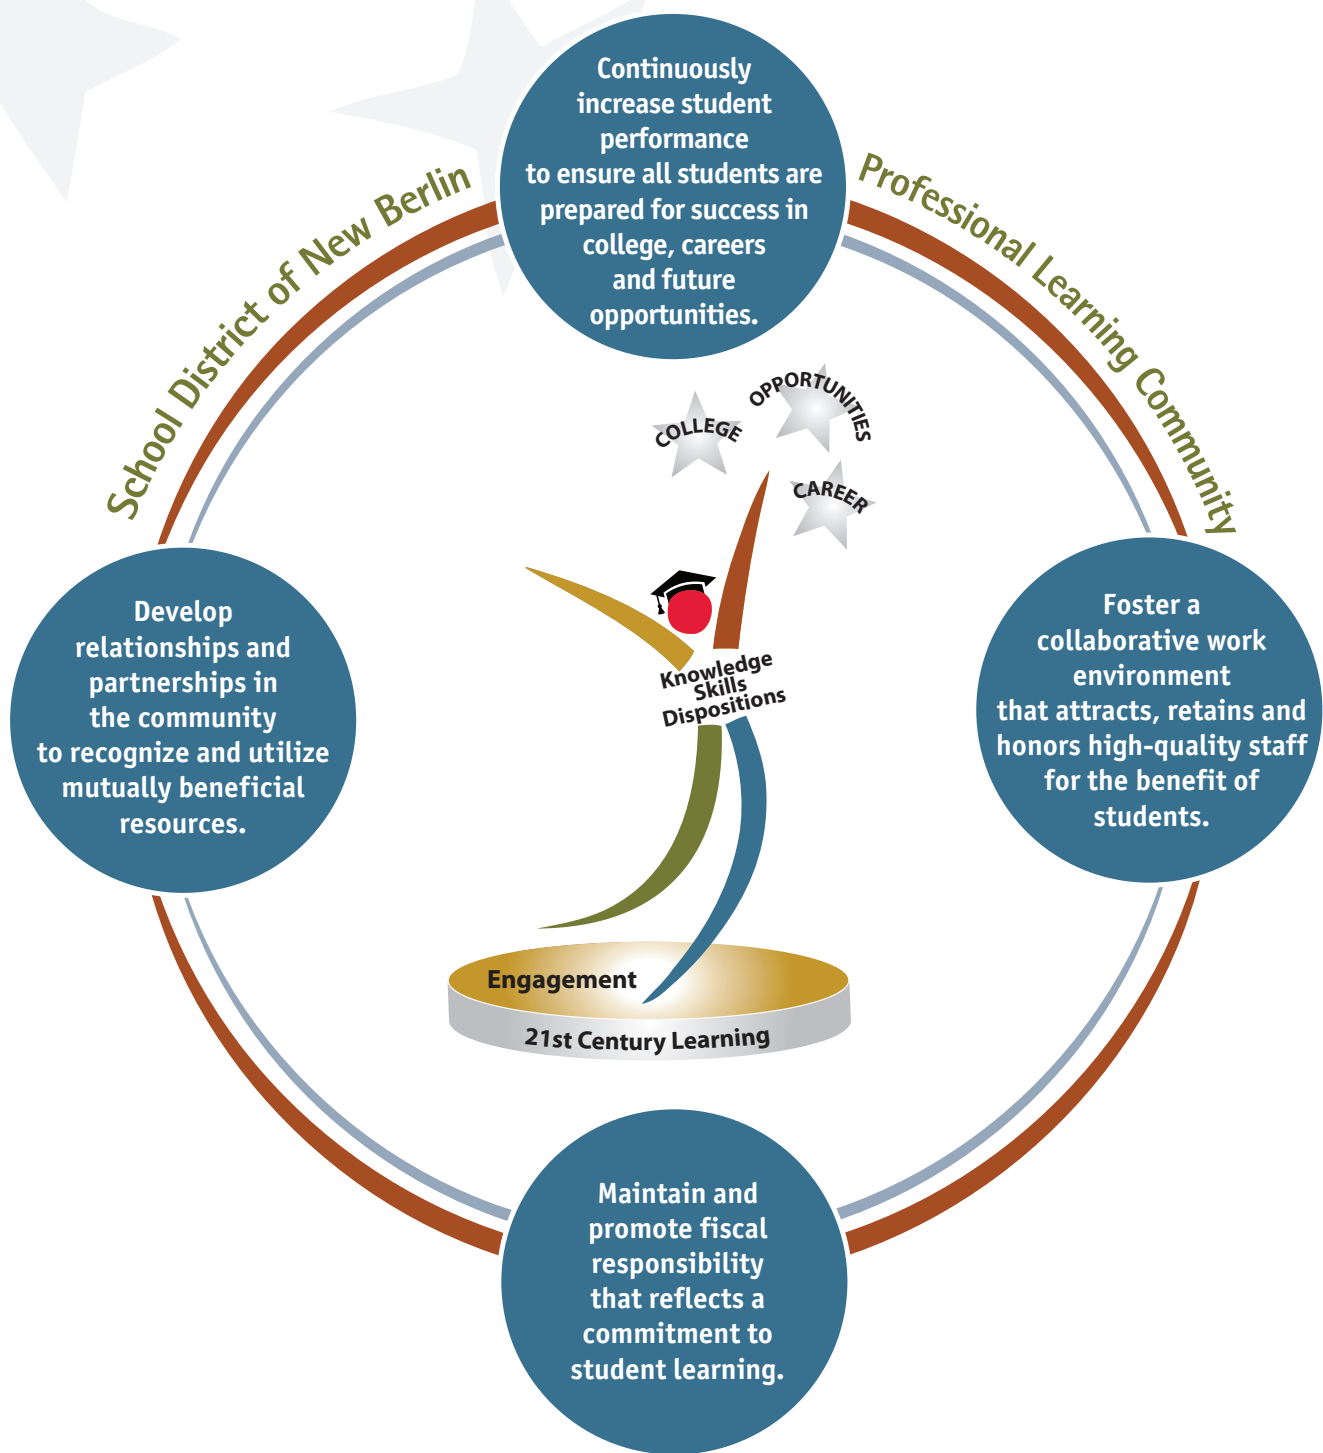 Continuously
increase student
performance
to ensure all students are
prepared for success in
college, careers
and future
opportunities.
School District of New Berlin
Professional Learning Community
COLLEGE
OPPORTUNITIES
CAREER
Develop
relationships and
partnerships in
the community
to recognize and utilize
mutually beneficial
resources.
Knowledge
Skills
Dispositions
Foster a
collaborative work
environment
that attracts, retains and
honors high-quality staff
for the benefit of
students.
Engagement
21st Century Learning
Maintain and
promote fiscal
responsibility
that reflects a
commitment to
student learning.